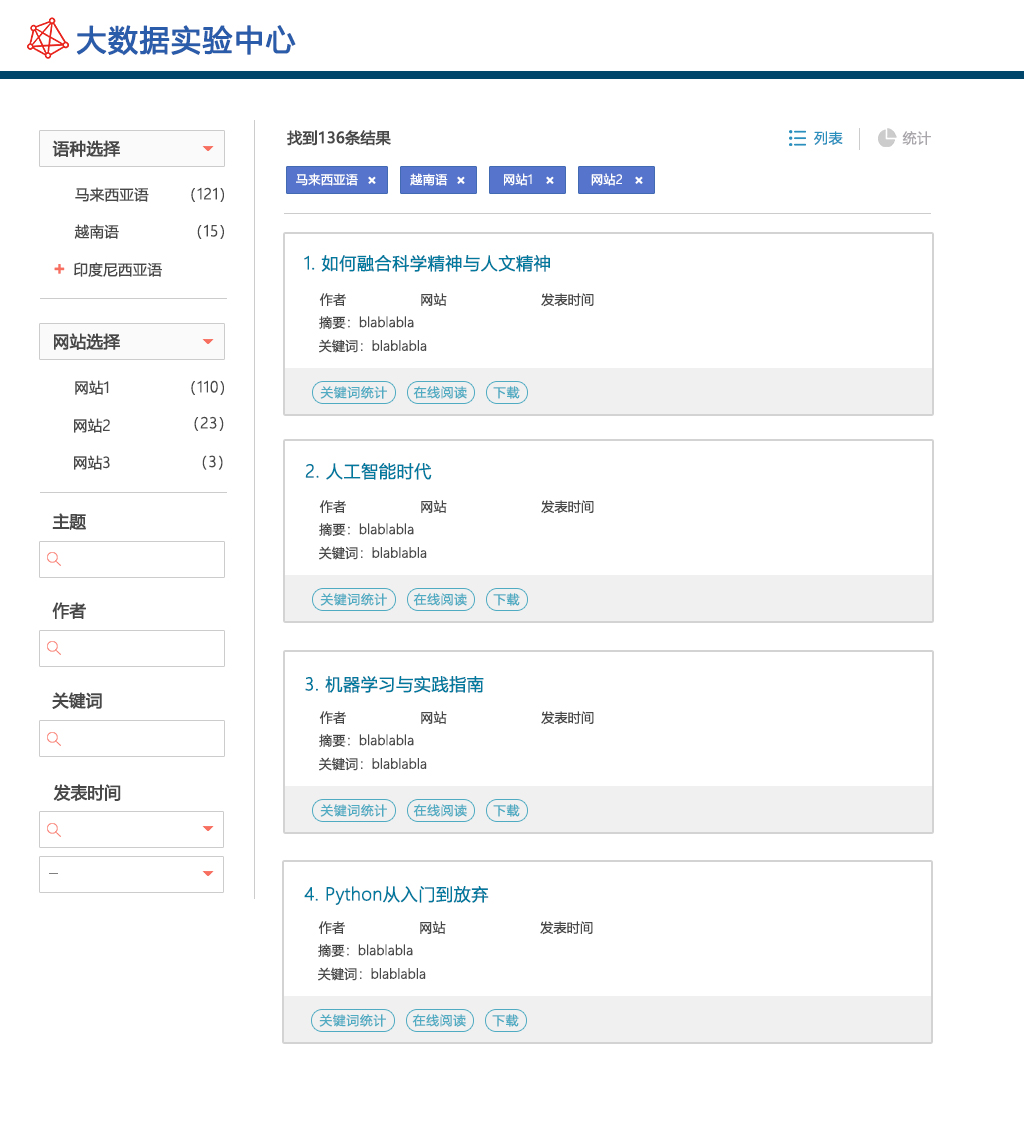 大数据实验中心
语种选择
马来西亚语 (121)
越南语 (15)
+ 印度尼西亚语
网站选择
网站1 (110)
网站2 (23)
网站3 (3)
主题
作者
关键词
发表时间
—
找到136条结果
列表 统计
马来西亚语 × 越南语 × 网站1 × 网站2 ×
1. 如何融合科学精神与人文精神
作者 网站 发表时间
摘要：blablabla
关键词：blablabla
关键词统计 在线阅读 下载
2. 人工智能时代
作者 网站 发表时间
摘要：blablabla
关键词：blablabla
关键词统计 在线阅读 下载
3. 机器学习与实践指南
作者 网站 发表时间
摘要：blablabla
关键词：blablabla
关键词统计 在线阅读 下载
4. Python从入门到放弃
作者 网站 发表时间
摘要：blablabla
关键词：blablabla
关键词统计 在线阅读 下载